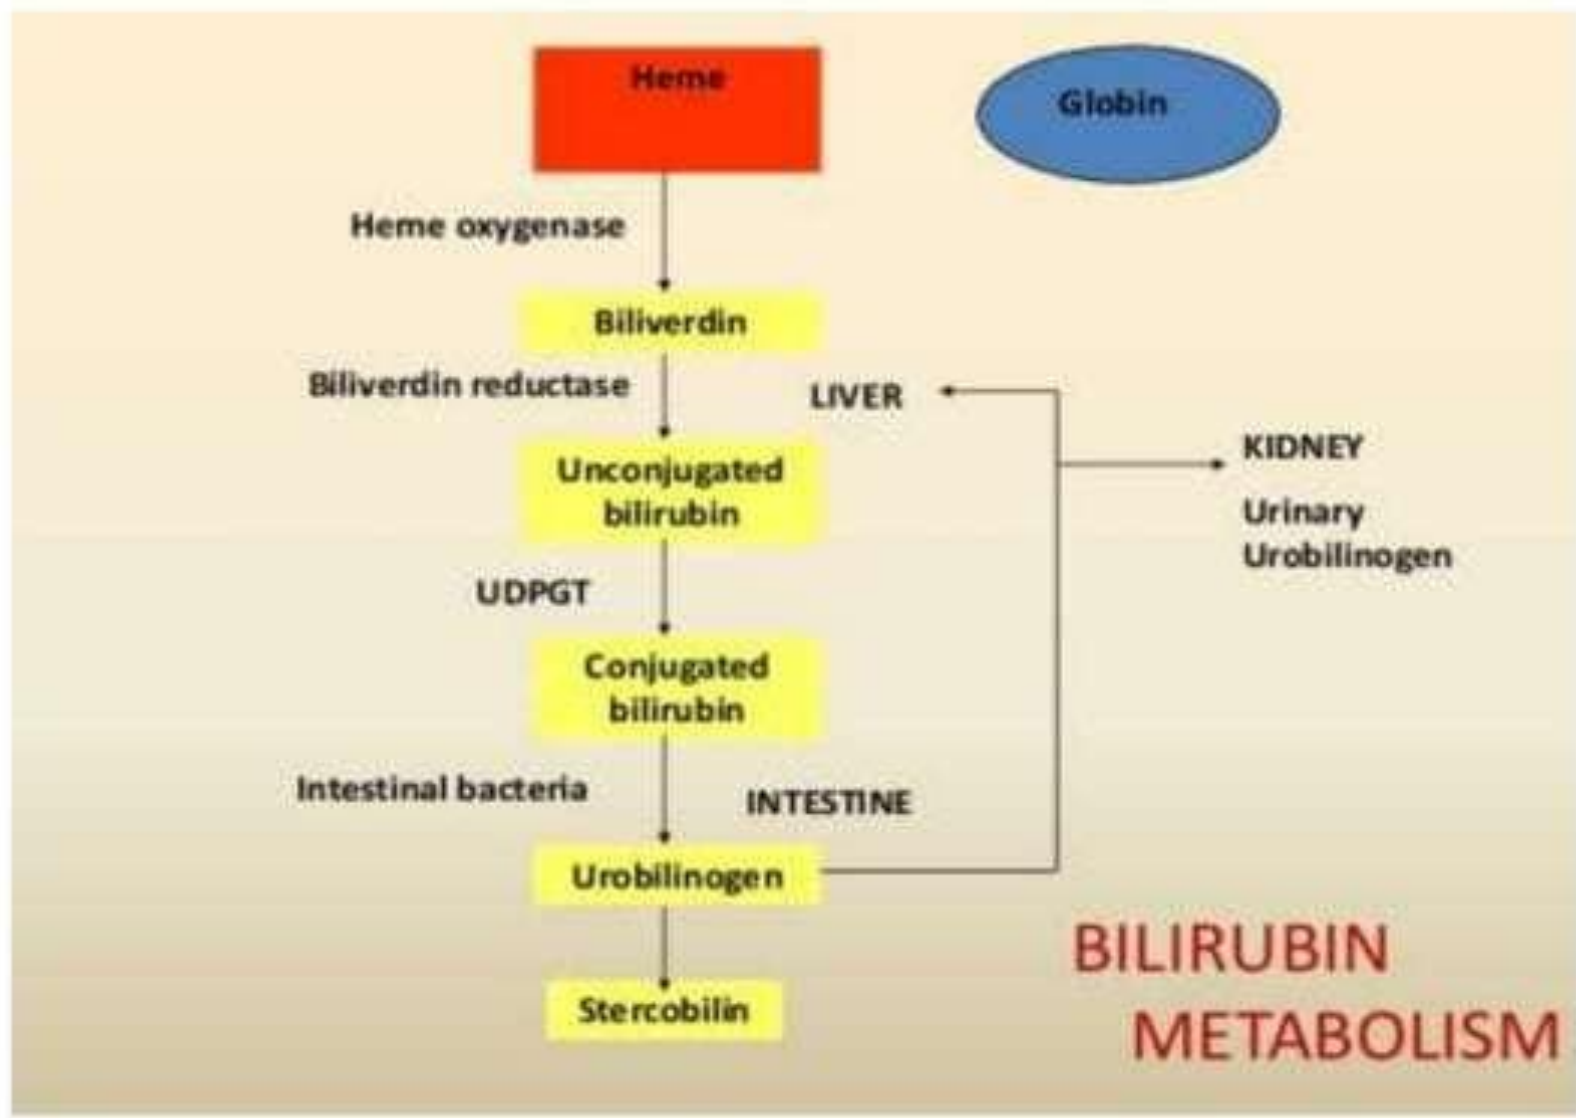 Heme
Globin
Heme oxygenase
Biliverdin
Biliverdin reductase
LIVER
KIDNEY
Unconjugated
bilirubin
Urinary
Urobilinogen
UDPGT
Conjugated
bilirubin
Intestinal bacteria
INTESTINE
Urobilinogen
BILIRUBIN
METABOLISM
Stercobilin